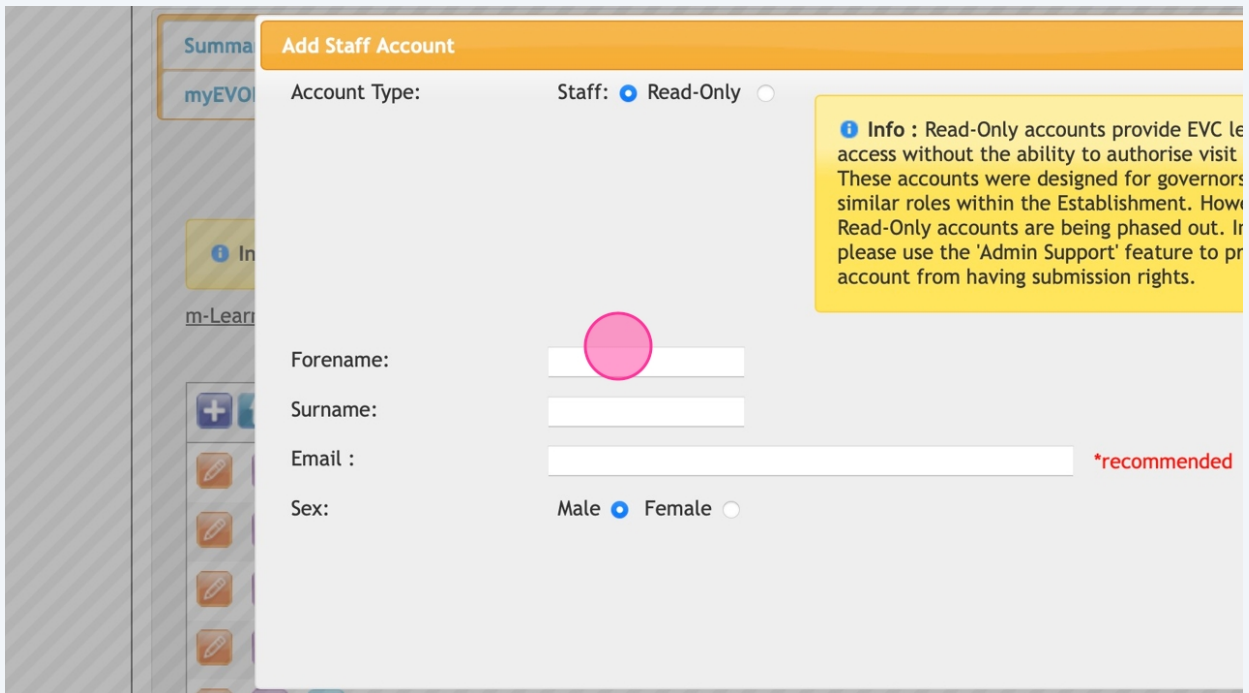 Summa
Add Staff Account
myEVO
Account Type:
Staff: Read-Only
Info : Read-Only accounts provide EVC le
access without the ability to authorise visit
These accounts were designed for governors
similar roles within the Establishment. Howe
Read-Only accounts are being phased out. I
please use the 'Admin Support' feature to pr
account from having submission rights.
In
m-Lear
Forename:
Surname:
Email :
*recommended
Sex:
Male Female